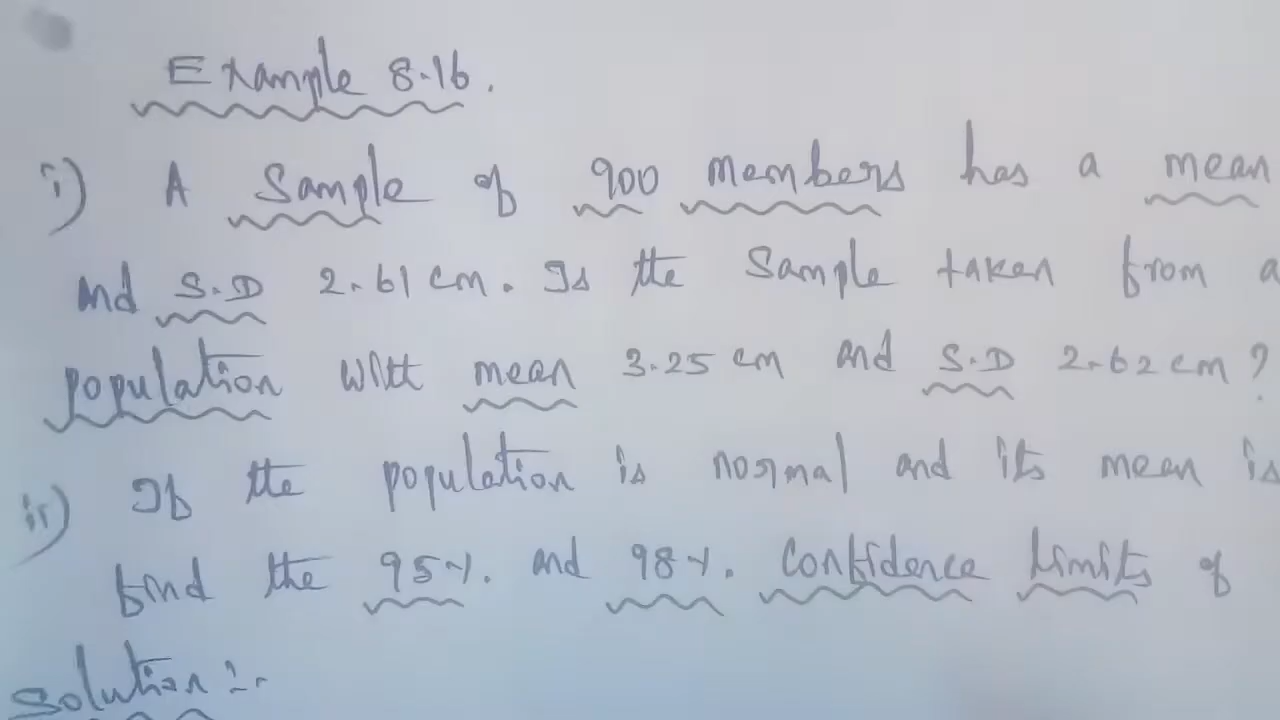 Example 8.16.
i) A Sample of 900 members has a mean
and S.D 2.61 cm. Is the Sample taken from a
population with mean 3.25 cm and S.D 2.62 cm?
ii) If the population is normal and its mean is
find the 95%. and 98%. Confidence limits of
Solution :-